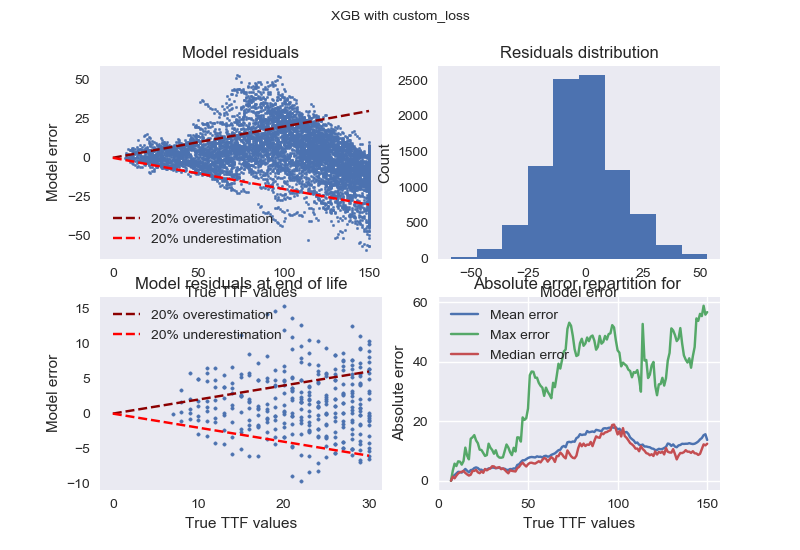 XGB with custom_loss
Model residuals
Model error
50
25
0
−25
−50
20% overestimation
20% underestimation
0
50
100
150
True TTF values
Residuals distribution
Count
2500
2000
1500
1000
500
0
−50
−25
0
25
50
Model error
Model residuals at end of life
Model error
15
10
5
0
−5
−10
20% overestimation
20% underestimation
0
10
20
30
True TTF values
Absolute error repartition for
Absolute error
60
40
20
0
Mean error
Max error
Median error
0
50
100
150
True TTF values